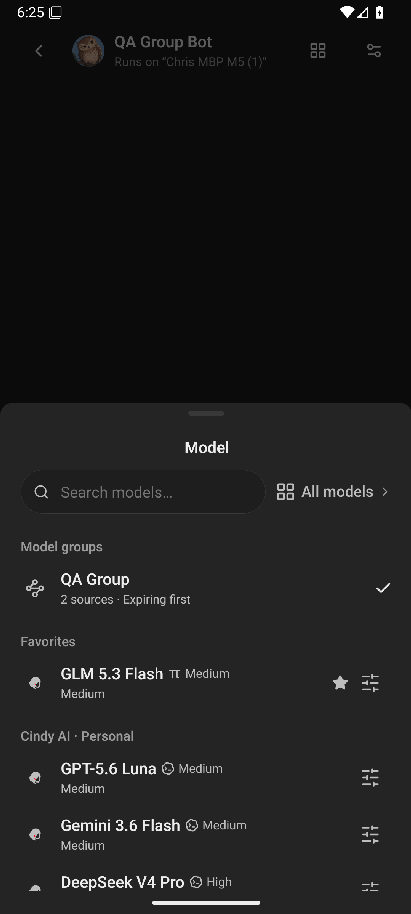 6:25
QA Group Bot
Runs on “Chris MBP M5 (1)”
Model
Search models...
All models
Model groups
QA Group
2 sources · Expiring first
Favorites
GLM 5.3 Flash Medium
Medium
Cindy AI · Personal
GPT-5.6 Luna Medium
Medium
Gemini 3.6 Flash Medium
Medium
DeepSeek V4 Pro High